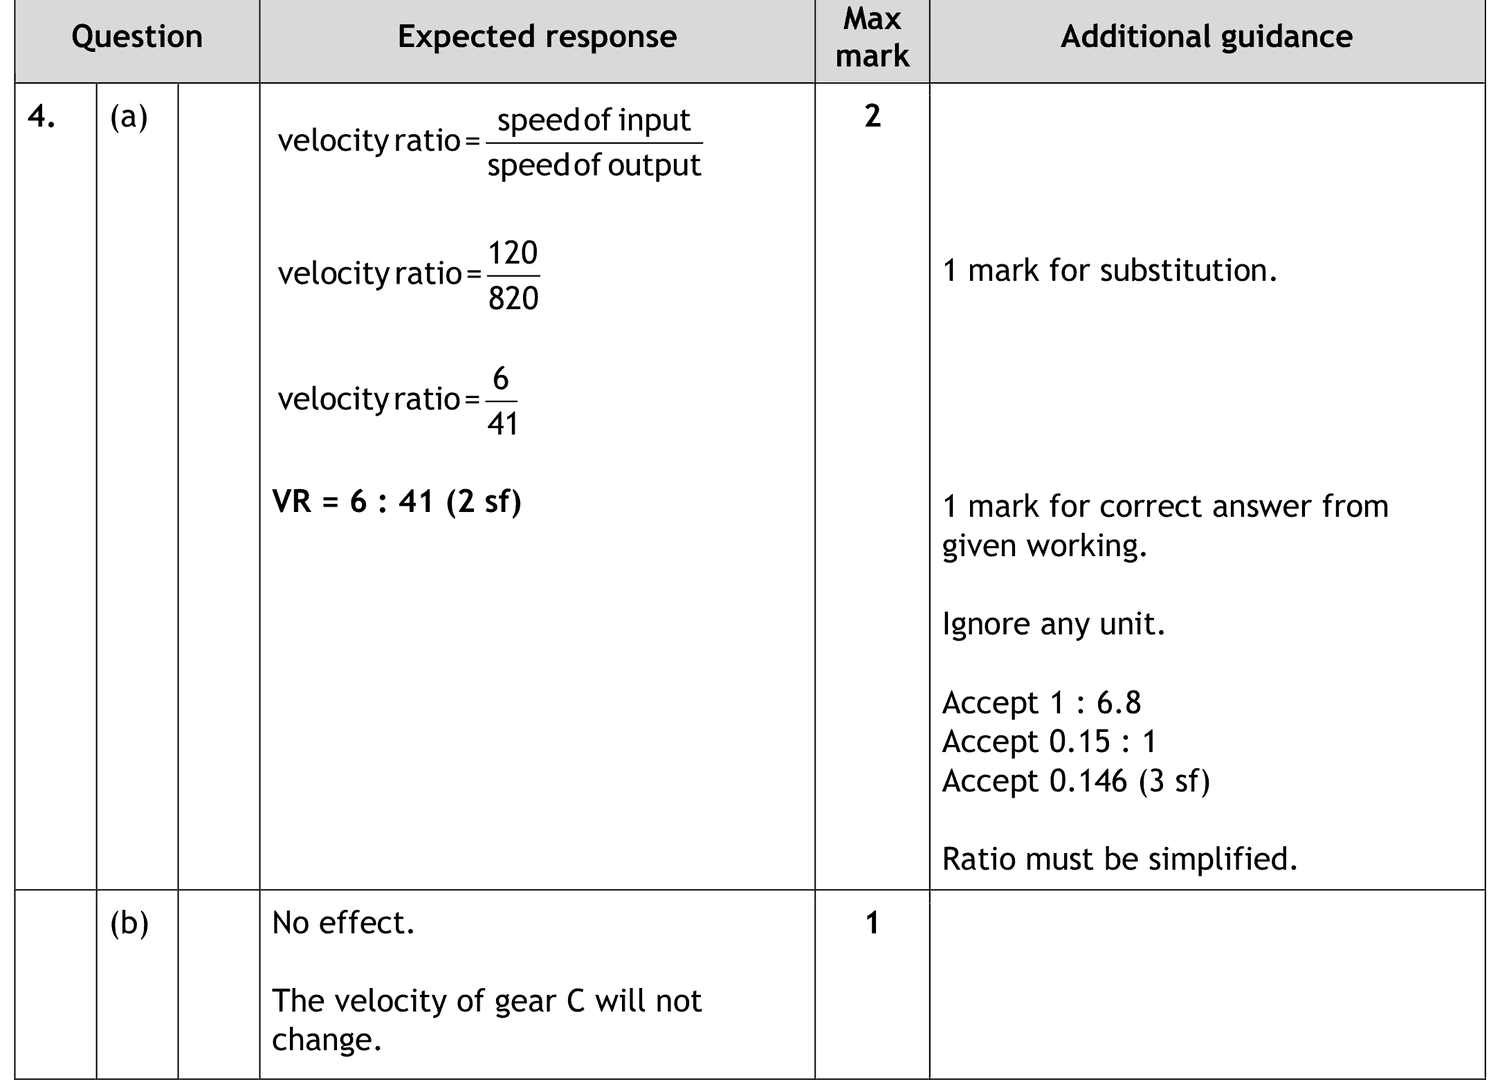 Question Expected response Max mark Additional guidance
4. (a) velocity ratio = speed of input / speed of output 2
velocity ratio = 120 / 820 1 mark for substitution.
velocity ratio = 6 / 41
VR = 6 : 41 (2 sf) 1 mark for correct answer from
given working.
Ignore any unit.
Accept 1 : 6.8
Accept 0.15 : 1
Accept 0.146 (3 sf)
Ratio must be simplified.
(b) No effect. 1
The velocity of gear C will not
change.